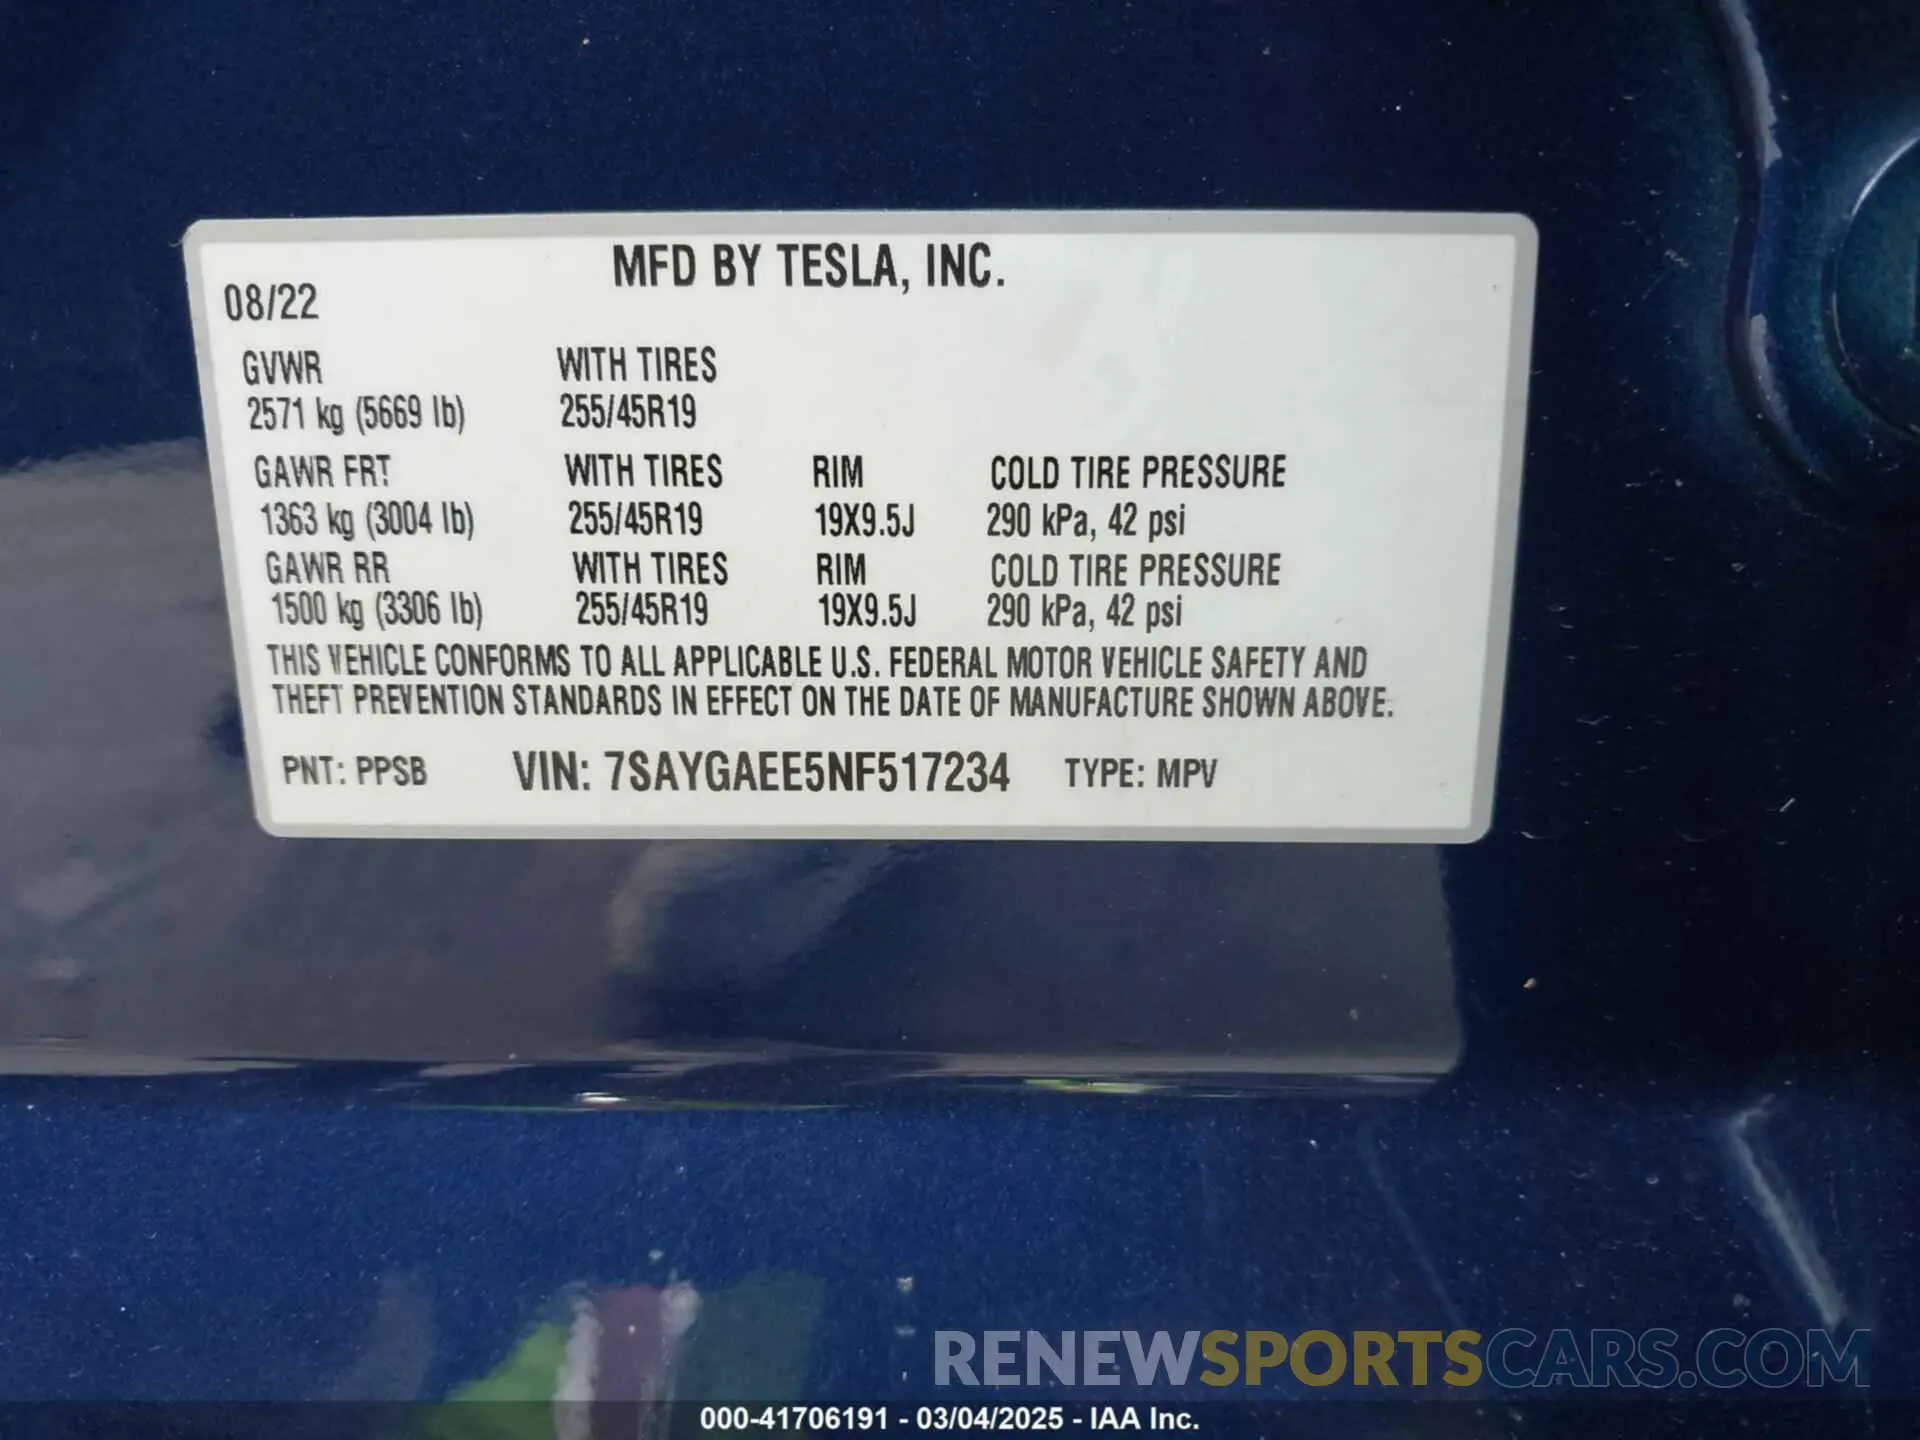 MFD BY TESLA, INC.
08/22
GVWR WITH TIRES
2571 kg (5669 lb) 255/45R19
GAWR FRT WITH TIRES RIM COLD TIRE PRESSURE
1363 kg (3004 lb) 255/45R19 19X9.5J 290 kPa, 42 psi
GAWR RR WITH TIRES RIM COLD TIRE PRESSURE
1500 kg (3306 lb) 255/45R19 19X9.5J 290 kPa, 42 psi
THIS VEHICLE CONFORMS TO ALL APPLICABLE U.S. FEDERAL MOTOR VEHICLE SAFETY AND
THEFT PREVENTION STANDARDS IN EFFECT ON THE DATE OF MANUFACTURE SHOWN ABOVE.
PNT: PPSB VIN: 7SAYGAEE5NF517234 TYPE: MPV
RENEWSPORTSCARS.COM
000-41706191 - 03/04/2025 - IAA Inc.